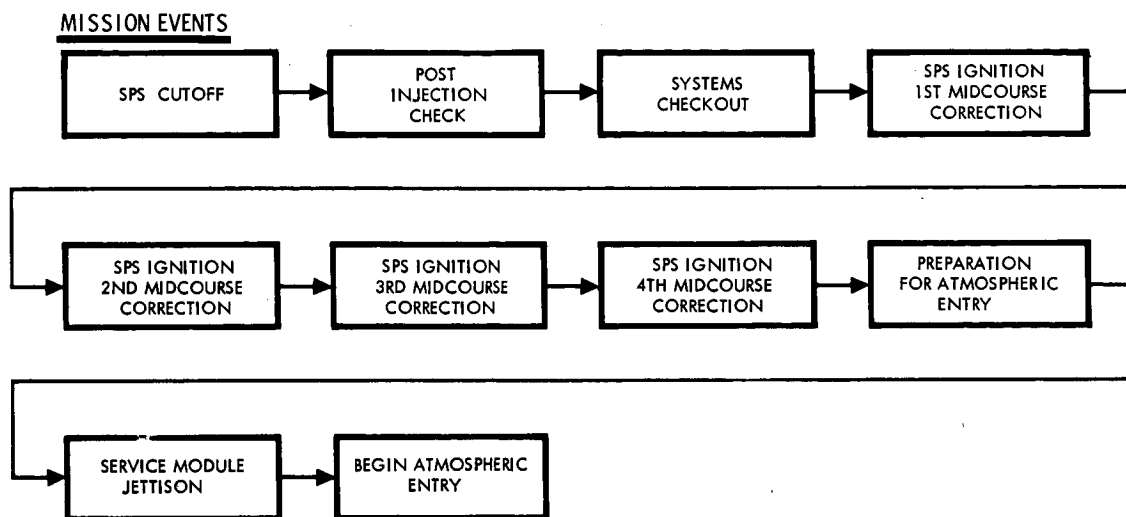 MISSION EVENTS
SPS CUTOFF
POST
INJECTION
CHECK
SYSTEMS
CHECKOUT
SPS IGNITION
1ST MIDCOURSE
CORRECTION
SPS IGNITION
2ND MIDCOURSE
CORRECTION
SPS IGNITION
3RD MIDCOURSE
CORRECTION
SPS IGNITION
4TH MIDCOURSE
CORRECTION
PREPARATION
FOR ATMOSPHERIC
ENTRY
SERVICE MODULE
JETTISON
BEGIN ATMOSPHERIC
ENTRY